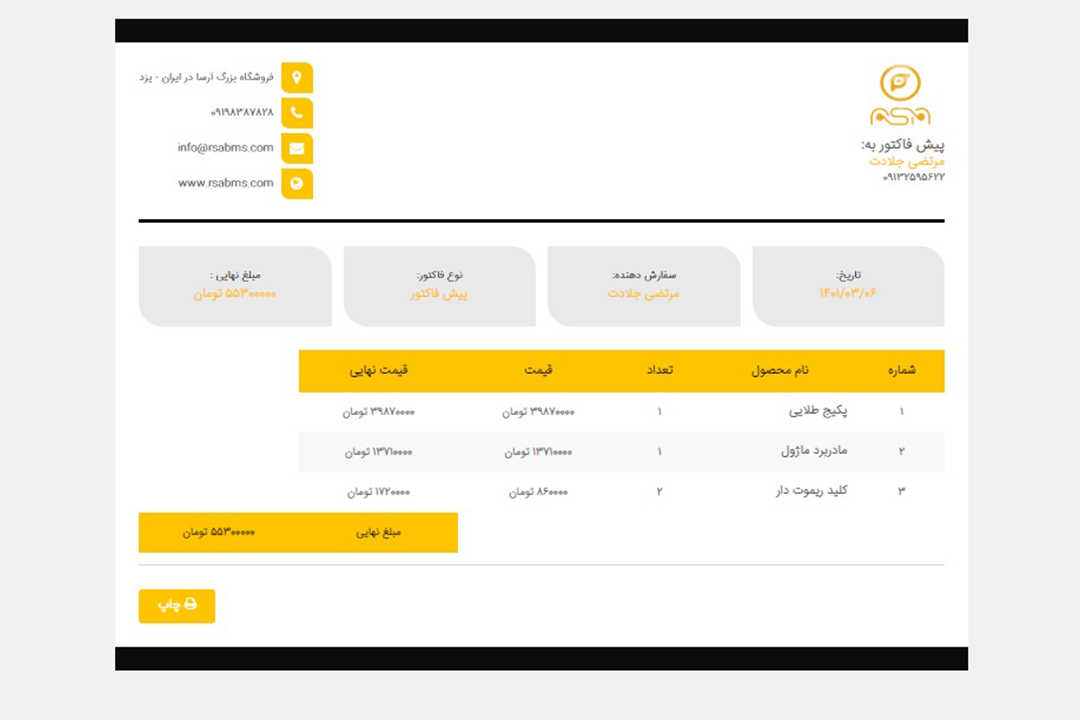 RSA
پیش فاکتور به:
مرتضی جلادت
۰۹۱۳۲۵۹۵۶۲۲
فروشگاه بزرگ آرسا در ایران - یزد
۰۹۱۹۸۳۸۷۸۲۸
info@rsabms.com
www.rsabms.com
تاریخ:
۱۴۰۱/۰۳/۰۶
سفارش دهنده:
مرتضی جلادت
نوع فاکتور:
پیش فاکتور
مبلغ نهایی :
۵۵۳۰۰۰۰۰ تومان
شماره نام محصول تعداد قیمت قیمت نهایی
۱ پکیج طلایی ۱ ۳۹۸۷۰۰۰۰ تومان ۳۹۸۷۰۰۰۰ تومان
۲ مادربرد ماژول ۱ ۱۳۷۱۰۰۰۰ تومان ۱۳۷۱۰۰۰۰ تومان
۳ کلید ریموت دار ۲ ۸۶۰۰۰۰ تومان ۱۷۲۰۰۰۰ تومان
مبلغ نهایی ۵۵۳۰۰۰۰۰ تومان
چاپ